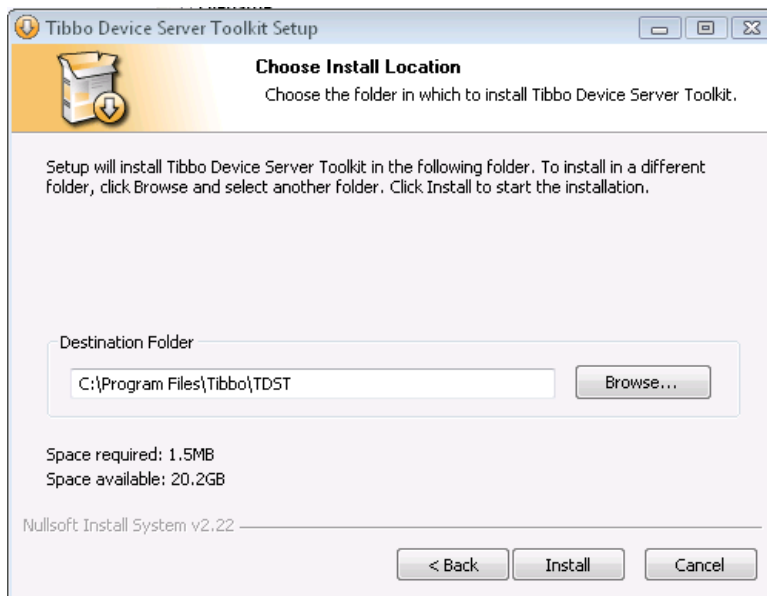 Tibbo Device Server Toolkit Setup
Choose Install Location
Choose the folder in which to install Tibbo Device Server Toolkit.
Setup will install Tibbo Device Server Toolkit in the following folder. To install in a different
folder, click Browse and select another folder. Click Install to start the installation.
Destination Folder
C:\Program Files\Tibbo\TDST
Browse...
Space required: 1.5MB
Space available: 20.2GB
Nullsoft Install System v2.22
< Back
Install
Cancel